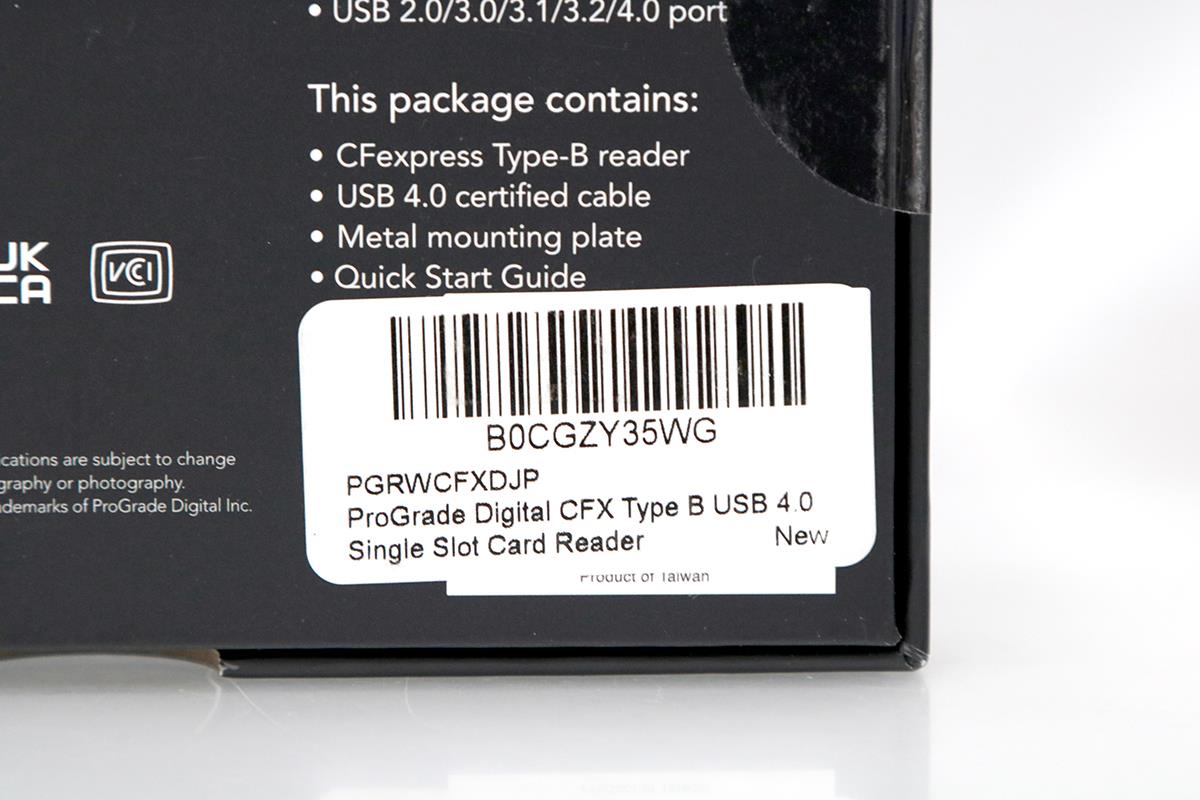 • USB 2.0/3.0/3.1/3.2/4.0 port
This package contains:
• CFexpress Type-B reader
• USB 4.0 certified cable
• Metal mounting plate
• Quick Start Guide
UK
CA
VCCI
B0CGZY35WG
PGRWCFXDJP
ProGrade Digital CFX Type B USB 4.0
Single Slot Card Reader
New
Product of Taiwan
ications are subject to change
graphy or photography.
demarks of ProGrade Digital Inc.